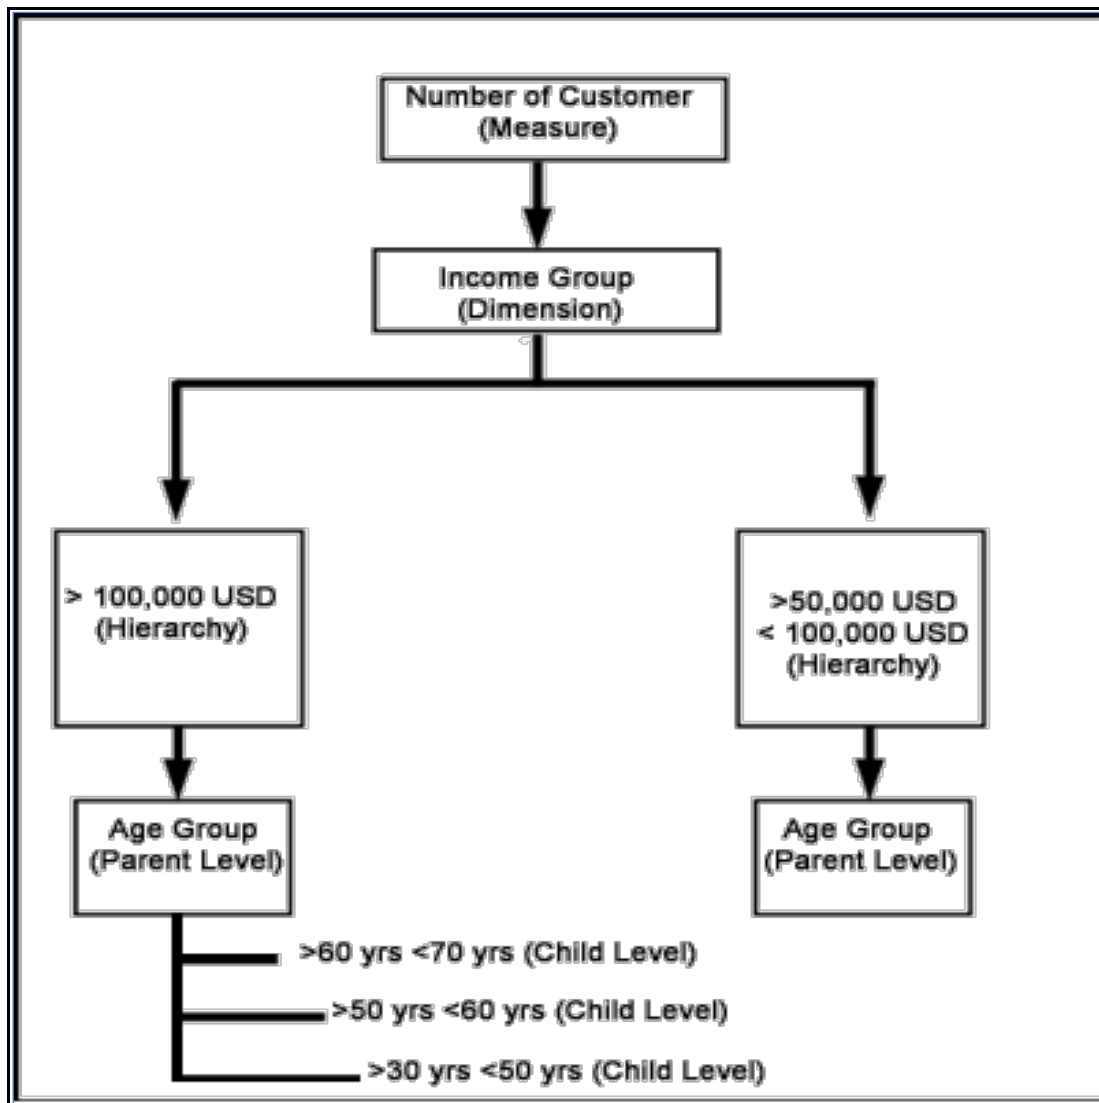 Number of Customer
(Measure)
Income Group
(Dimension)
> 100,000 USD
(Hierarchy)
>50,000 USD
< 100,000 USD
(Hierarchy)
Age Group
(Parent Level)
Age Group
(Parent Level)
>60 yrs <70 yrs (Child Level)
>50 yrs <60 yrs (Child Level)
>30 yrs <50 yrs (Child Level)